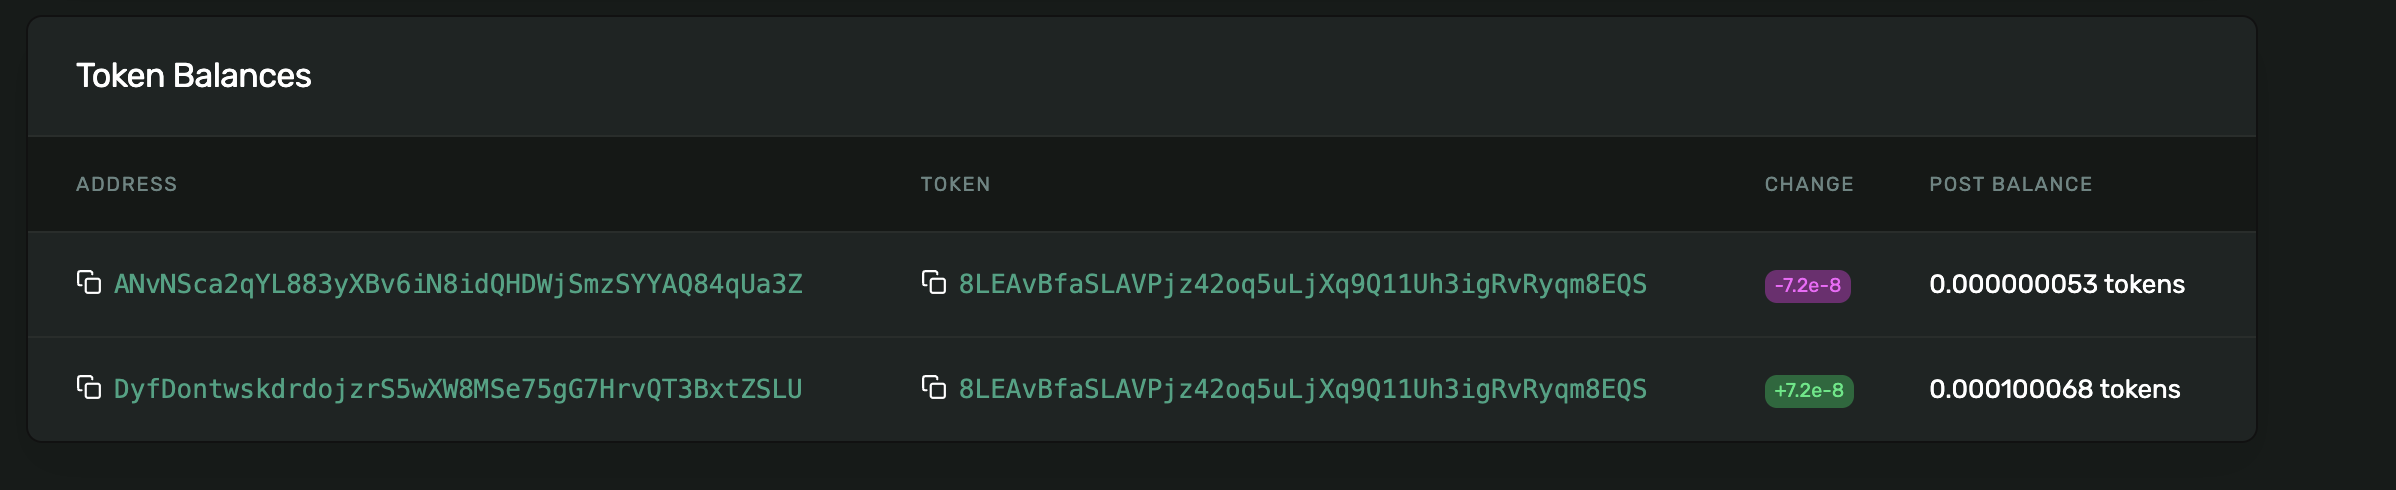 Token Balances
ADDRESS TOKEN CHANGE POST BALANCE
ANvNSca2qYL883yXBv6iN8idQHDWjSmzSYYAQ84qUa3Z 8LEAvBfaSLAVPjz42oq5uLjXq9Q11Uh3igRvRyqm8EQS -7.2e-8 0.000000053 tokens
DyfDontwskdrdojzrS5wXW8MSe75gG7HrvQT3BxtZSLU 8LEAvBfaSLAVPjz42oq5uLjXq9Q11Uh3igRvRyqm8EQS +7.2e-8 0.000100068 tokens